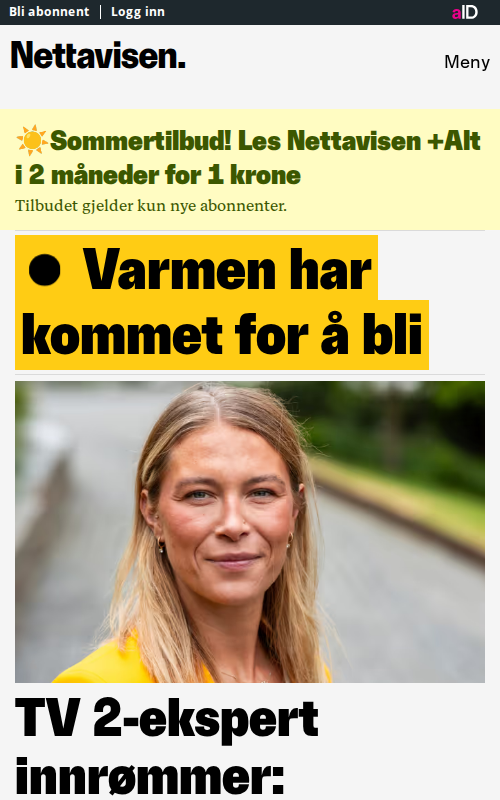 Bli abonnent | Logg inn
aID
Nettavisen.
Meny
☀️Sommertilbud! Les Nettavisen +Alt
i 2 måneder for 1 krone
Tilbudet gjelder kun nye abonnenter.
● Varmen har
kommet for å bli
TV 2-ekspert
innrømmer: